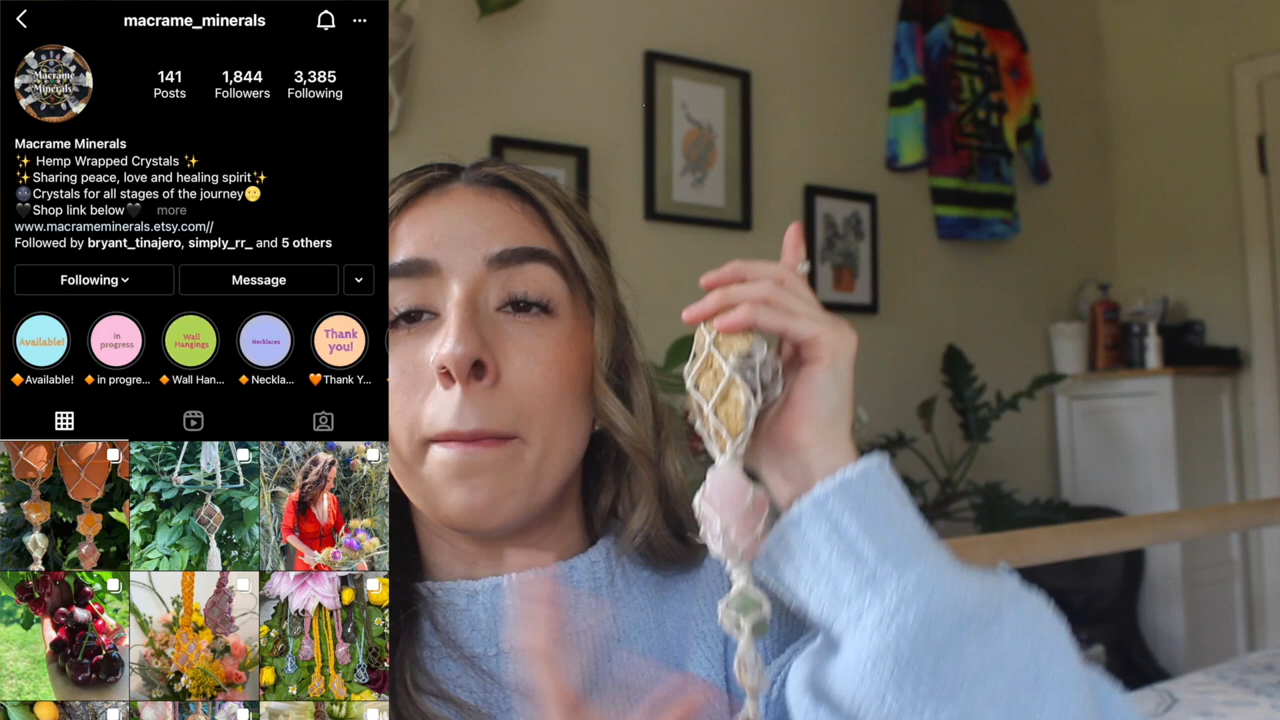 macrame_minerals
Macrame
Minerals
141
1,844
3,385
Posts
Followers
Following
Macrame Minerals
✨ Hemp Wrapped Crystals ✨
✨Sharing peace, love and healing spirit✨
🌚Crystals for all stages of the journey🌝
🖤Shop link below🖤 more
www.macrameminerals.etsy.com//
Followed by bryant_tinajero, simply_rr_ and 5 others
Following
Message
Available!
in
progress
Wall
Hangings
Necklaces
Thank
you!
🔶Available!
🔸in progre...
🔸Wall Han...
🔸Neckla...
🧡Thank Y...